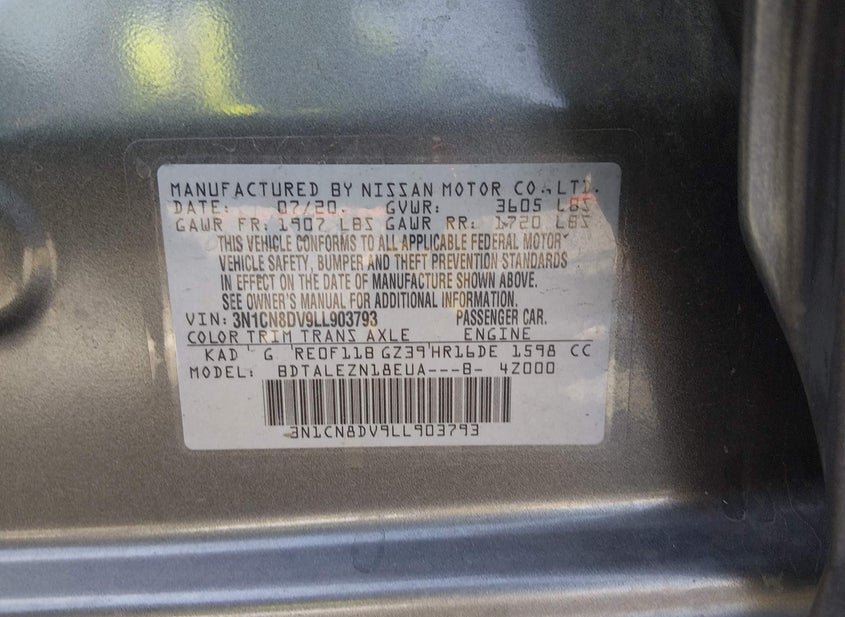 MANUFACTURED BY NISSAN MOTOR CO.,LTD.
DATE: 07/20 GVWR: 3605 LBS
GAWR FR: 1907 LBS GAWR RR: 1720 LBS
THIS VEHICLE CONFORMS TO ALL APPLICABLE FEDERAL MOTOR
VEHICLE SAFETY, BUMPER AND THEFT PREVENTION STANDARDS
IN EFFECT ON THE DATE OF MANUFACTURE SHOWN ABOVE.
SEE OWNER'S MANUAL FOR ADDITIONAL INFORMATION.
VIN: 3N1CN8DV9LL903793 PASSENGER CAR.
COLOR TRIM TRANS AXLE ENGINE
KAD G RE0F11B GZ39 HR16DE 1598 CC
MODEL: BDTALEZN18EUA---B- 4Z000
3N1CN8DV9LL903793